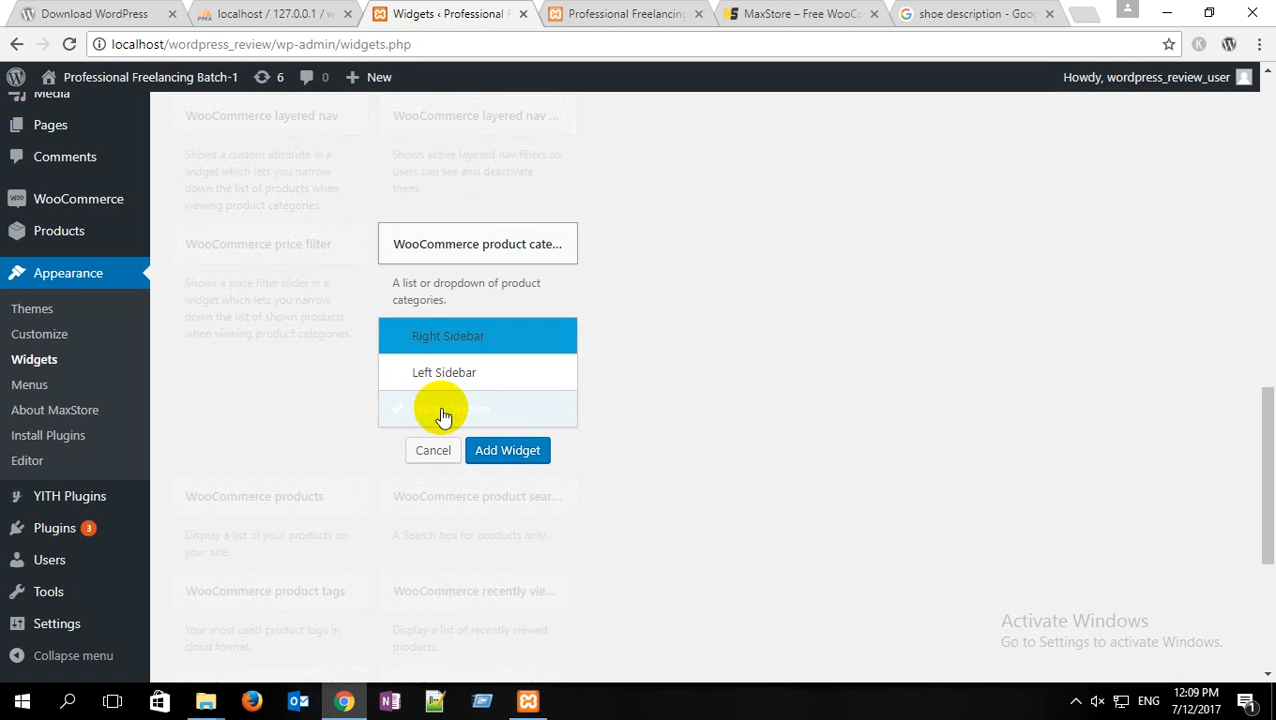 Download WordPress
localhost / 127.0.0.1 / w
Widgets ‹ Professional F
Professional Freelancing
MaxStore – Free WooCo
shoe description - Goog
localhost/wordpress_review/wp-admin/widgets.php
Professional Freelancing Batch-1
6
0
New
Howdy, wordpress_review_user
Media
Pages
Comments
WooCommerce
Products
Appearance
Themes
Customize
Widgets
Menus
About MaxStore
Install Plugins
Editor
YITH Plugins
Plugins 3
Users
Tools
Settings
Collapse menu
WooCommerce layered nav
Shows a custom attribute in a
widget which lets you narrow
down the list of products when
viewing product categories.
WooCommerce layered nav ...
Shows active layered nav filters so
users can see and deactivate
them.
WooCommerce price filter
Shows a price filter slider in a
widget which lets you narrow
down the list of shown products
when viewing product categories.
WooCommerce product cate...
A list or dropdown of product
categories.
Right Sidebar
Left Sidebar
Cancel
Add Widget
WooCommerce products
Display a list of your products on
your site.
WooCommerce product sear...
A Search box for products only.
WooCommerce product tags
Your most used product tags in
cloud format.
WooCommerce recently vie...
Display a list of recently viewed
products.
Activate Windows
Go to Settings to activate Windows.
ENG
12:09 PM
7/12/2017
1